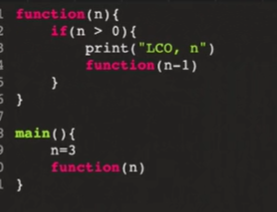 function(n){
if(n > 0){
print("LCO, n")
function(n-1)
}
}
main(){
n=3
function(n)
}